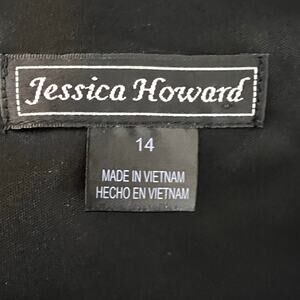 Jessica Howard
14
MADE IN VIETNAM
HECHO EN VIETNAM